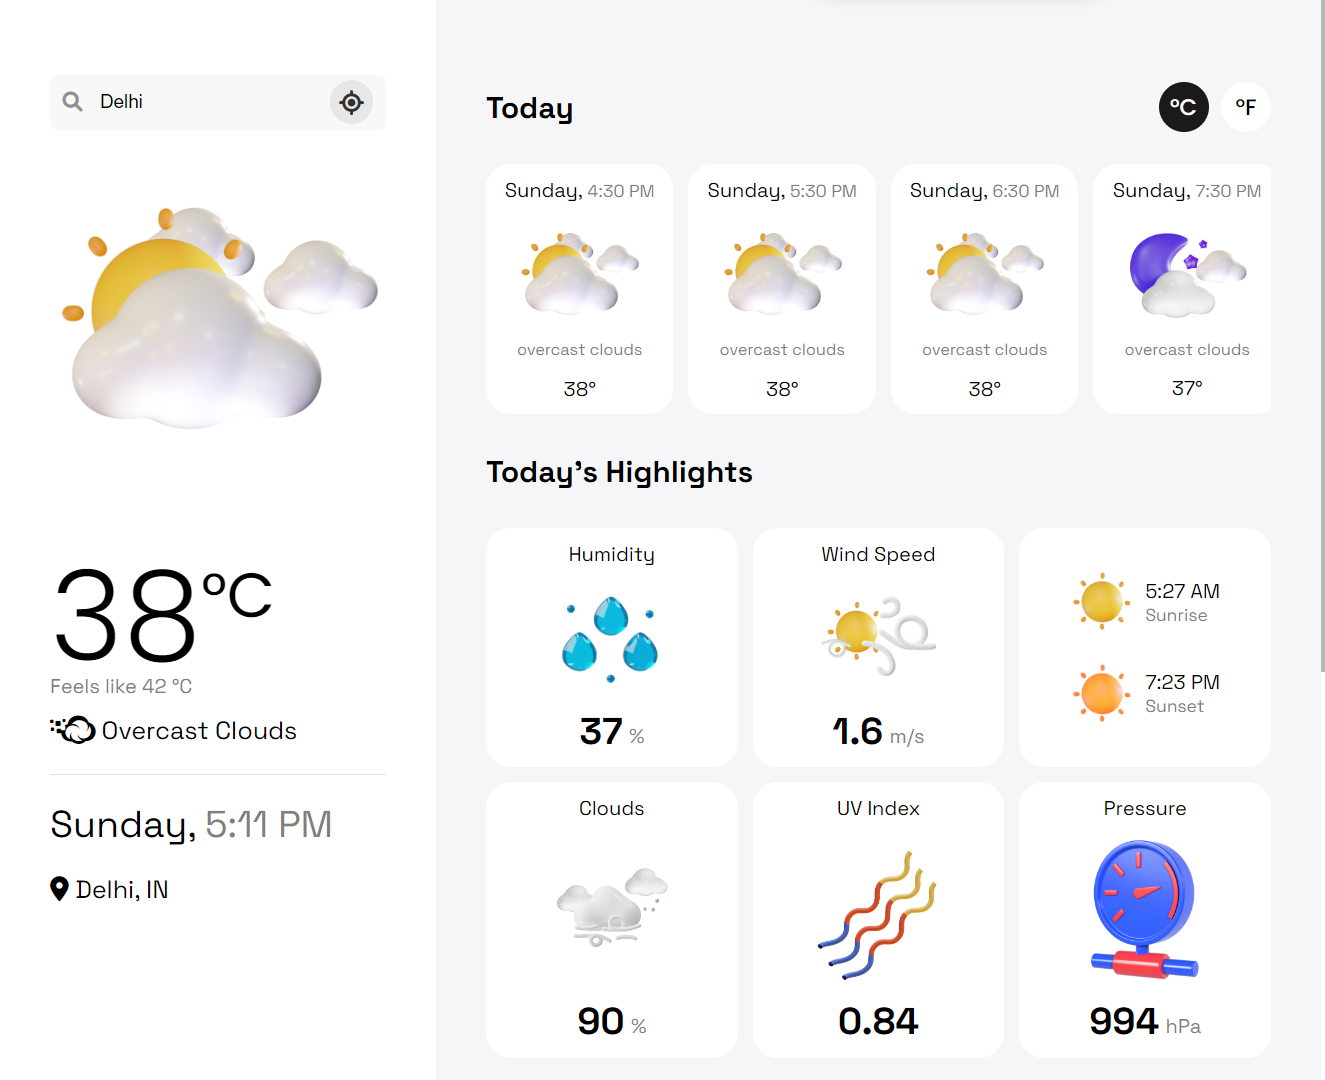 Delhi
38°C
Feels like 42 °C
Overcast Clouds
Sunday, 5:11 PM
Delhi, IN
Today
°C
°F
Sunday, 4:30 PM
overcast clouds
38°
Sunday, 5:30 PM
overcast clouds
38°
Sunday, 6:30 PM
overcast clouds
38°
Sunday, 7:30 PM
overcast clouds
37°
Today's Highlights
Humidity
37 %
Wind Speed
1.6 m/s
5:27 AM
Sunrise
7:23 PM
Sunset
Clouds
90 %
UV Index
0.84
Pressure
994 hPa